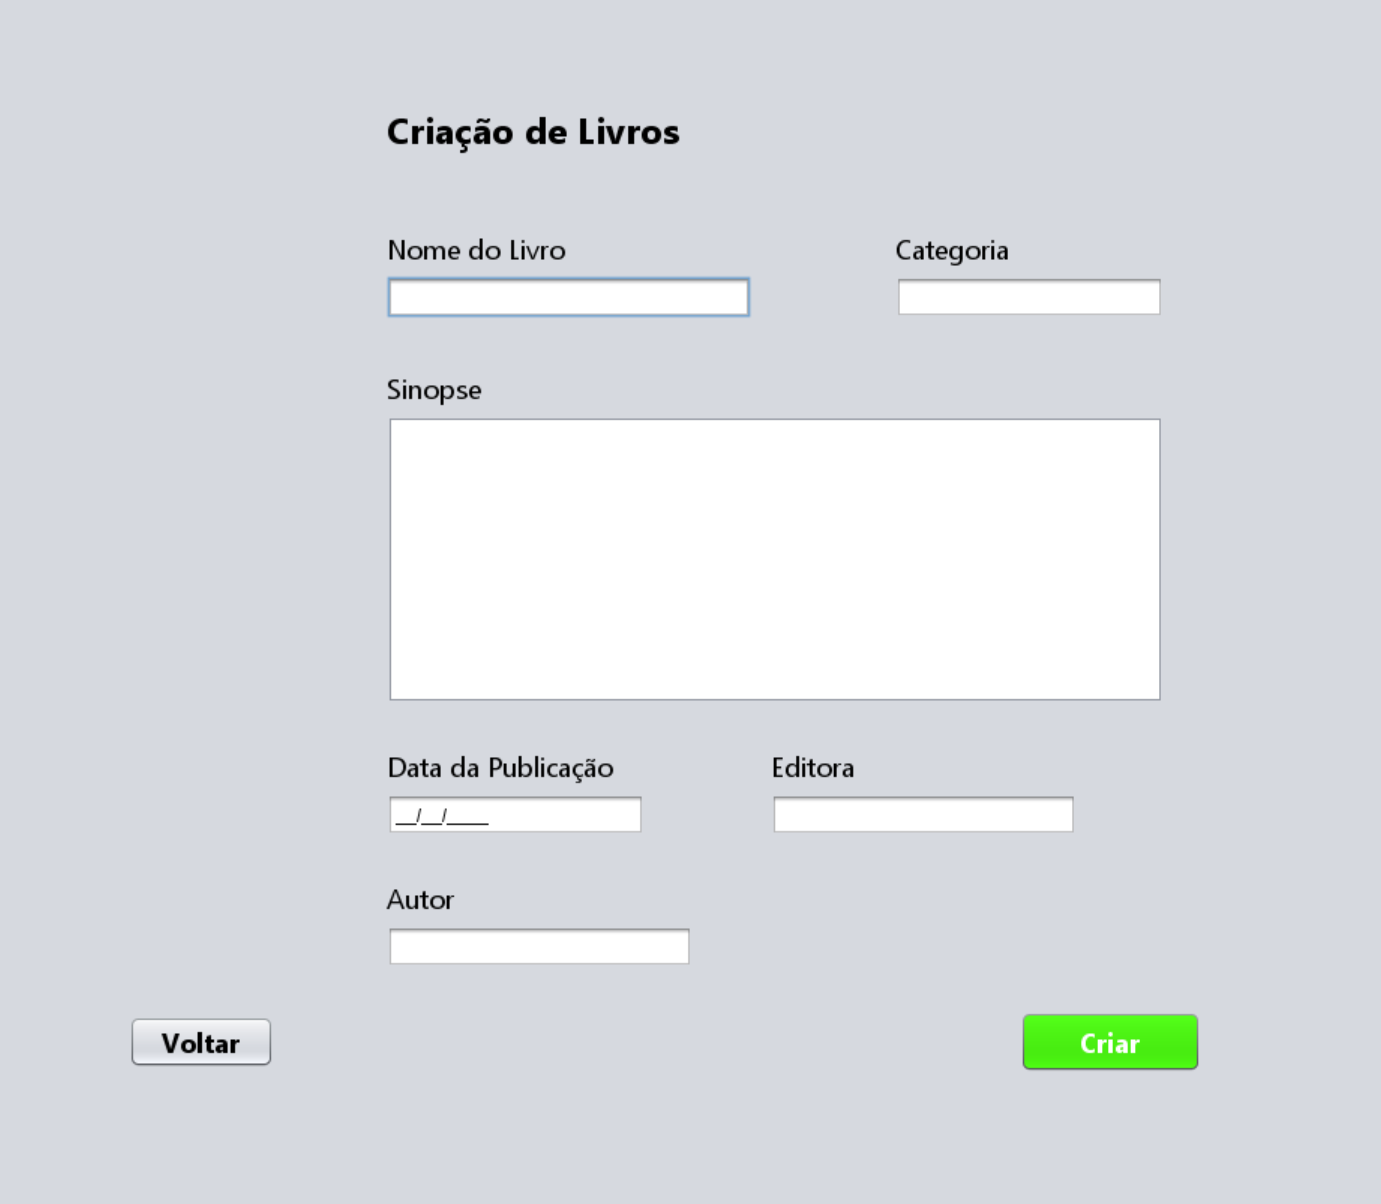 Criação de Livros
Nome do Livro
Categoria
Sinopse
Data da Publicação
Editora
__/__/____
Autor
Voltar
Criar